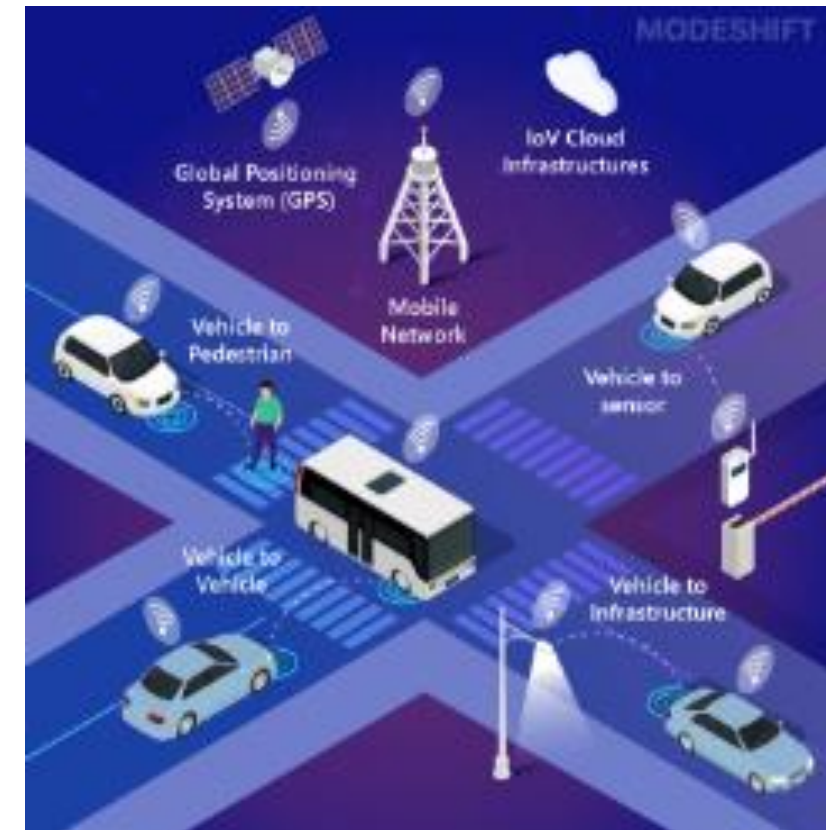 MODESHIFT
IoV Cloud
Infrastructures
Global Positioning
System (GPS)
Mobile
Network
Vehicle to
Pedestrian
Vehicle to
sensor
Vehicle to
Vehicle
Vehicle to
Infrastructure